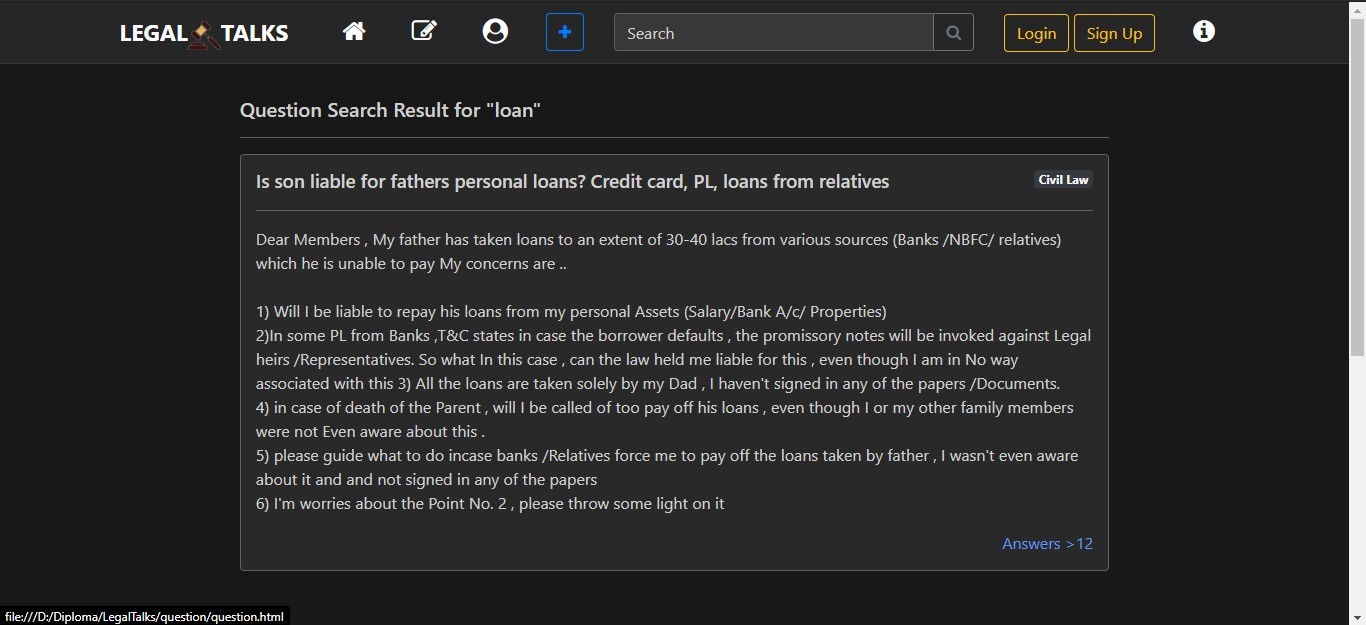 LEGAL TALKS
Search
Login
Sign Up
Question Search Result for "loan"
Is son liable for fathers personal loans? Credit card, PL, loans from relatives
Civil Law
Dear Members , My father has taken loans to an extent of 30-40 lacs from various sources (Banks /NBFC/ relatives)
which he is unable to pay My concerns are ..
1) Will I be liable to repay his loans from my personal Assets (Salary/Bank A/c/ Properties)
2)In some PL from Banks ,T&C states in case the borrower defaults , the promissory notes will be invoked against Legal
heirs /Representatives. So what In this case , can the law held me liable for this , even though I am in No way
associated with this 3) All the loans are taken solely by my Dad , I haven't signed in any of the papers /Documents.
4) in case of death of the Parent , will I be called of too pay off his loans , even though I or my other family members
were not Even aware about this .
5) please guide what to do incase banks /Relatives force me to pay off the loans taken by father , I wasn't even aware
about it and and not signed in any of the papers
6) I'm worries about the Point No. 2 , please throw some light on it
Answers >12
file:///D:/Diploma/LegalTalks/question/question.html